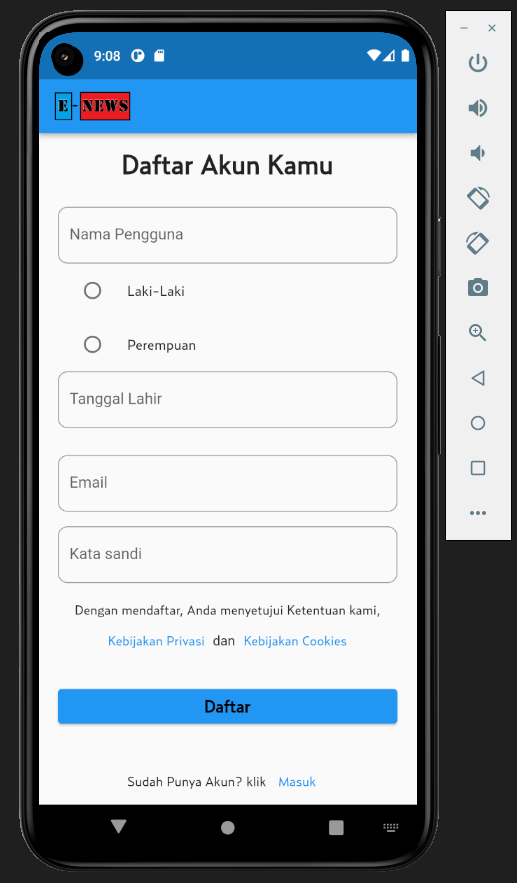 9:08
E-NEWS
Daftar Akun Kamu
Nama Pengguna
Laki-Laki
Perempuan
Tanggal Lahir
Email
Kata sandi
Dengan mendaftar, Anda menyetujui Ketentuan kami,
Kebijakan Privasi dan Kebijakan Cookies
Daftar
Sudah Punya Akun? klik Masuk